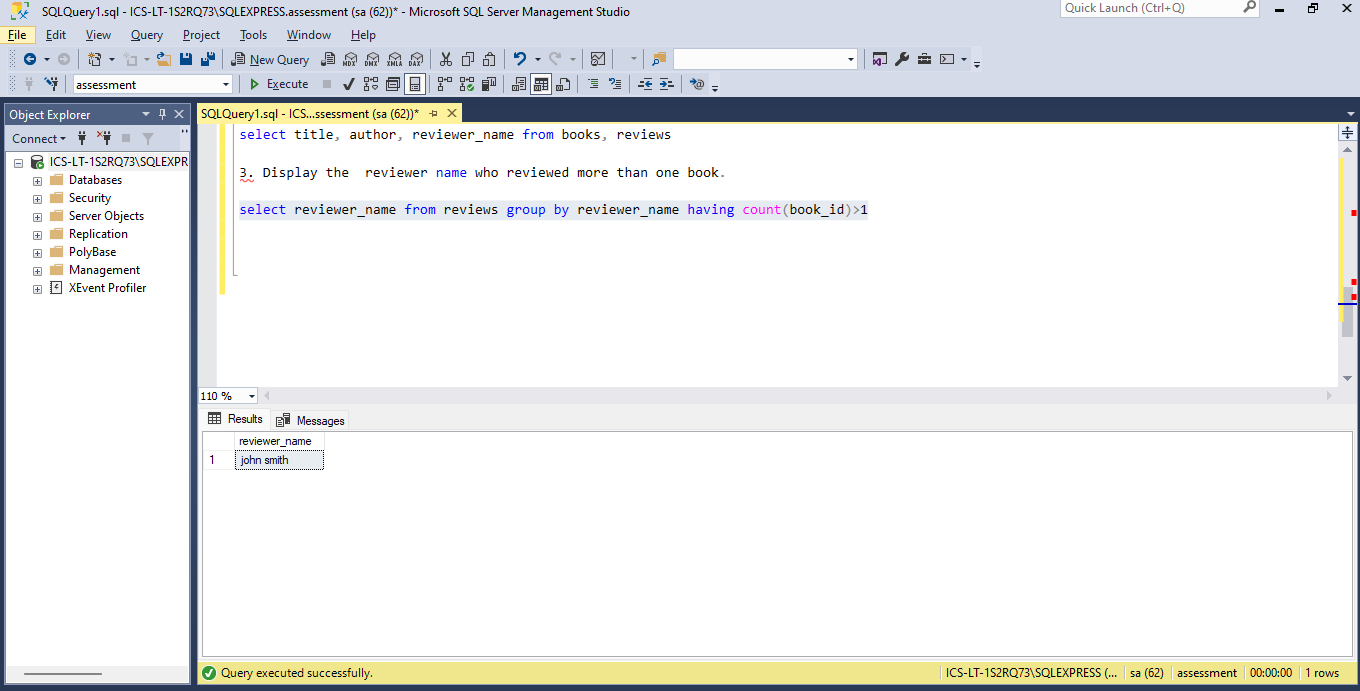 SQLQuery1.sql - ICS-LT-1S2RQ73\SQLEXPRESS.assessment (sa (62))* - Microsoft SQL Server Management Studio
Quick Launch (Ctrl+Q)
File Edit View Query Project Tools Window Help
New Query MDX DMX XMLA DAX
assessment Execute
Object Explorer
SQLQuery1.sql - ICS...ssessment (sa (62))*
Connect
ICS-LT-1S2RQ73\SQLEXPR
Databases
Security
Server Objects
Replication
PolyBase
Management
XEvent Profiler
select title, author, reviewer_name from books, reviews
3. Display the  reviewer name who reviewed more than one book.
select reviewer_name from reviews group by reviewer_name having count(book_id)>1
110 %
Results Messages
reviewer_name
1 john smith
Query executed successfully.
ICS-LT-1S2RQ73\SQLEXPRESS (... sa (62) assessment 00:00:00 1 rows